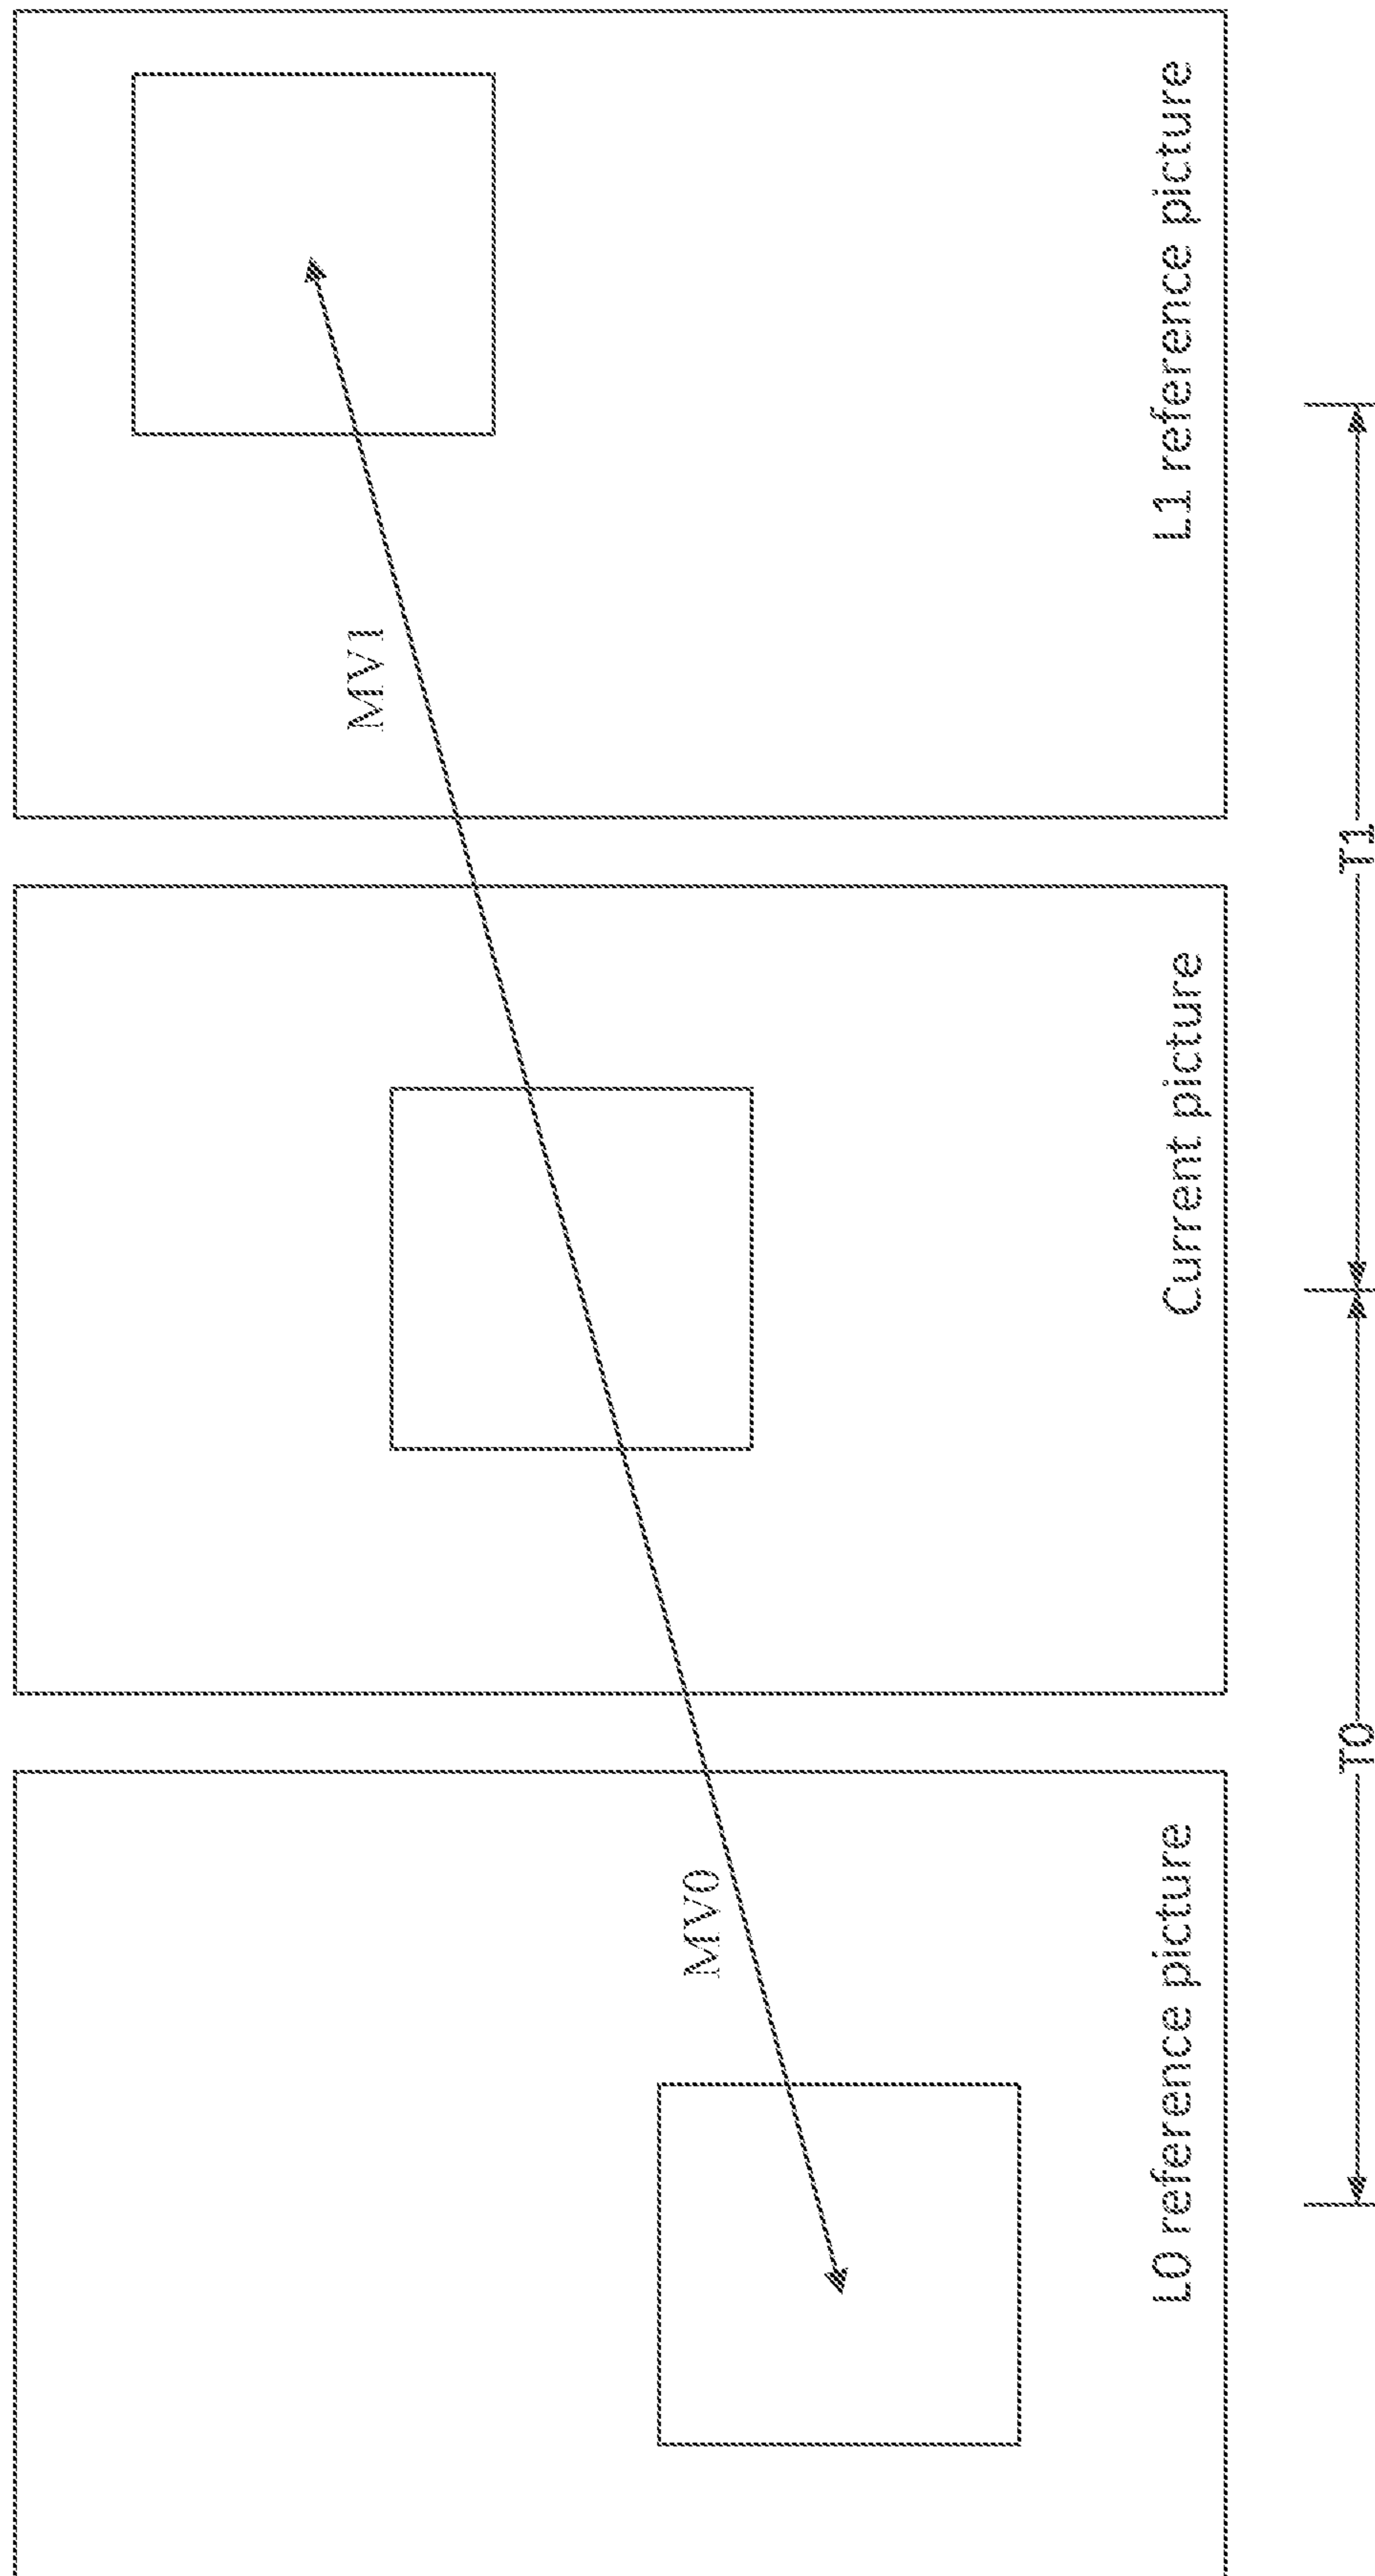 MV0
MV1
L0 reference picture
Current picture
L1 reference picture
T0
T1